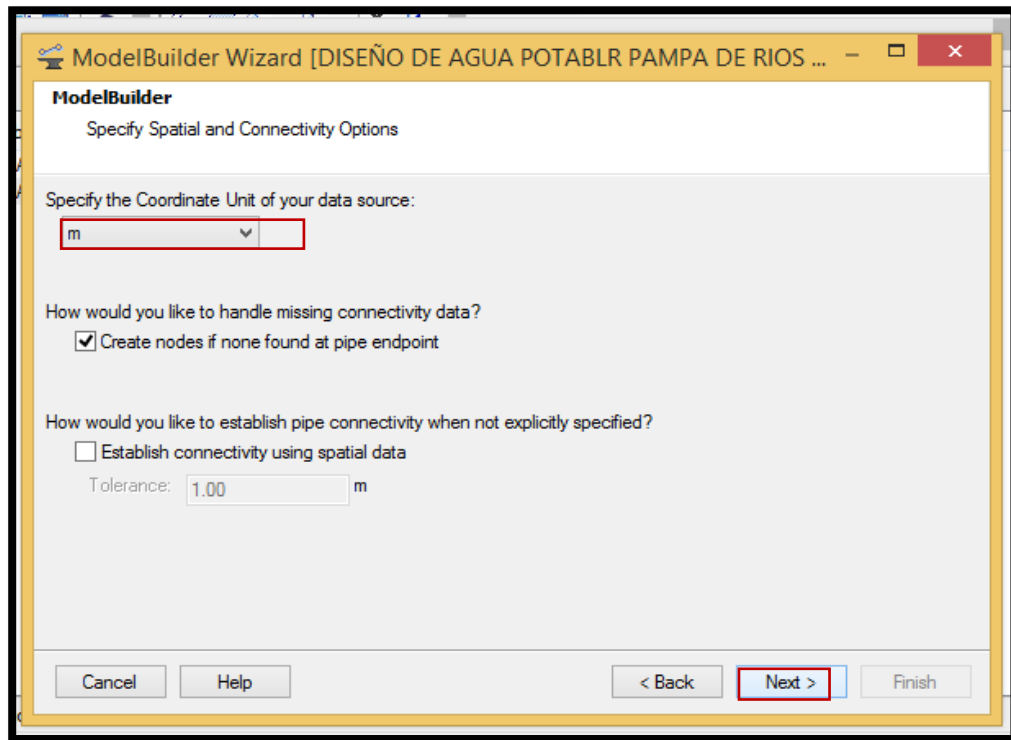 ModelBuilder Wizard [DISEÑO DE AGUA POTABLR PAMPA DE RIOS ...
ModelBuilder
Specify Spatial and Connectivity Options
Specify the Coordinate Unit of your data source:
m
How would you like to handle missing connectivity data?
Create nodes if none found at pipe endpoint
How would you like to establish pipe connectivity when not explicitly specified?
Establish connectivity using spatial data
Tolerance: 1.00 m
Cancel Help < Back Next > Finish